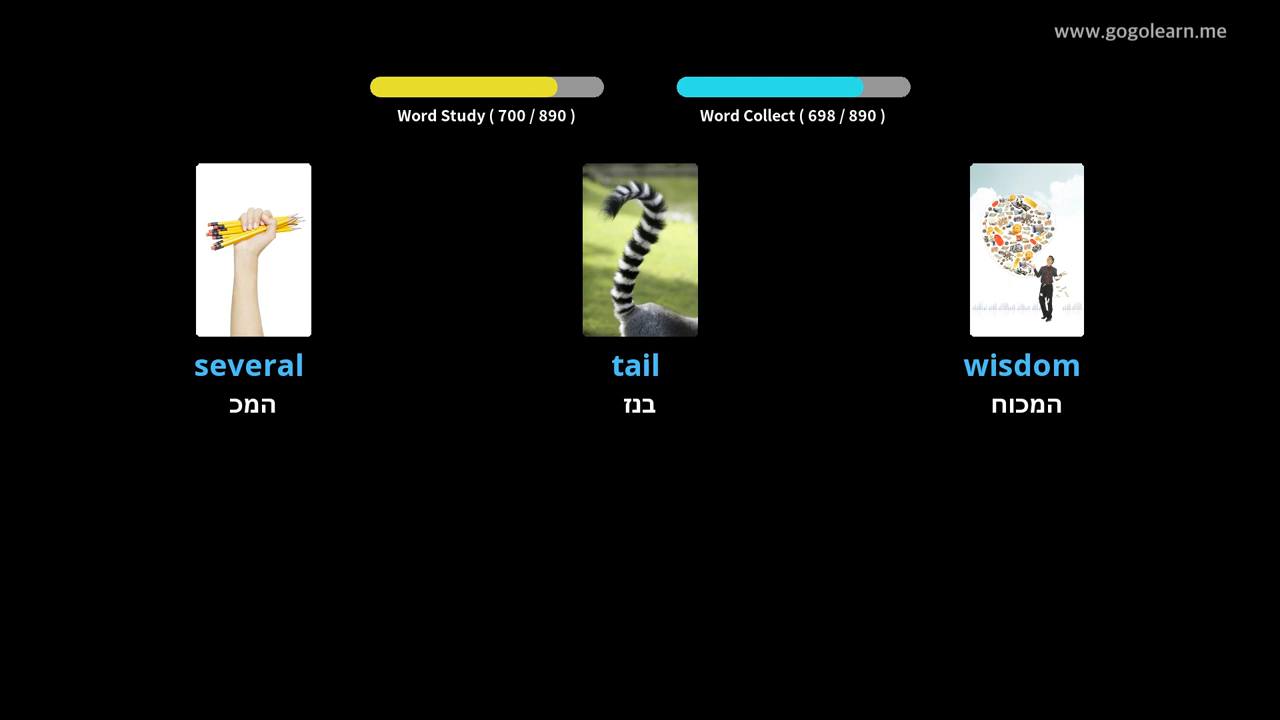 www.gogolearn.me
Word Study ( 700 / 890 )
Word Collect ( 698 / 890 )
several
tail
wisdom
המכ
בנז
המכוח